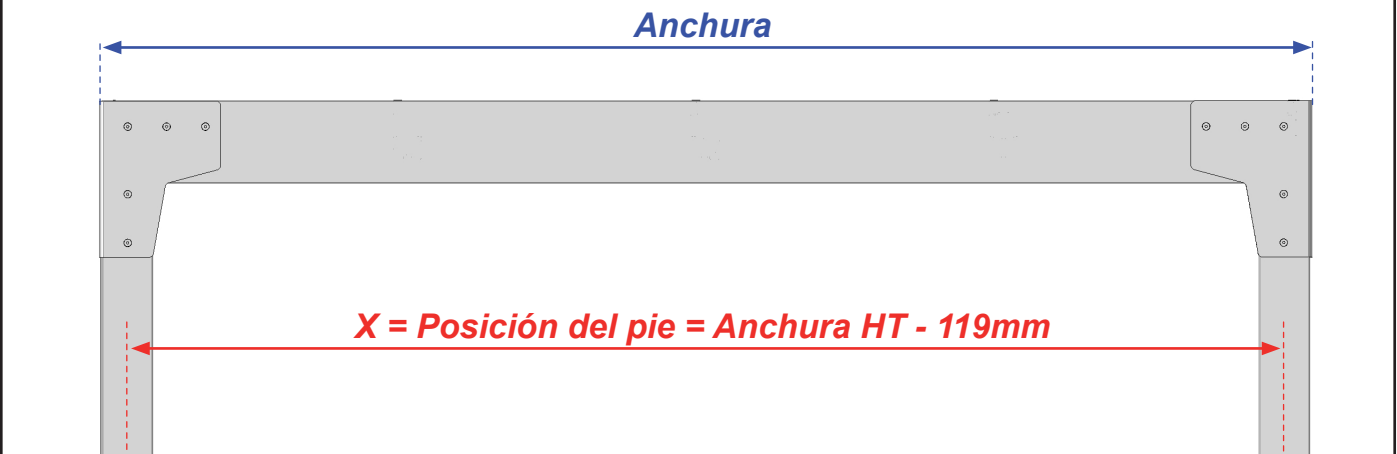 Anchura
X = Posición del pie = Anchura HT - 119mm